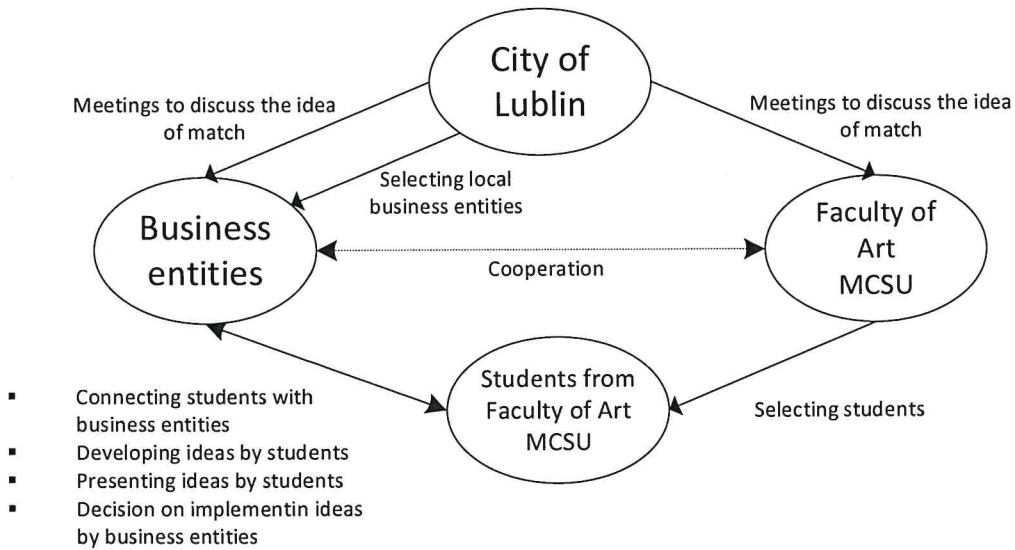 City of
Lublin
Meetings to discuss the idea
of match
Meetings to discuss the idea
of match
Selecting local
business entities
Business
entities
Faculty of
Art
MCSU
Cooperation
Students from
Faculty of Art
MCSU
Selecting students
▪ Connecting students with
business entities
▪ Developing ideas by students
▪ Presenting ideas by students
▪ Decision on implementin ideas
by business entities